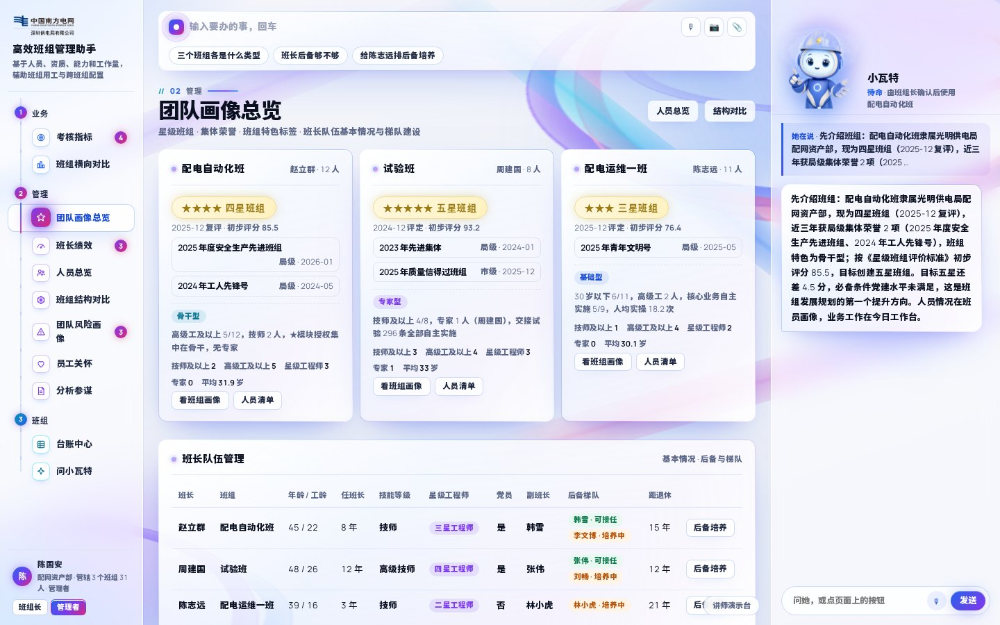 中国南方电网
CHINA SOUTHERN POWER GRID
深圳供电局有限公司
高效班组管理助手
基于人员、资质、能力和工作量，
辅助班组用工与跨班组配置
1 业务
考核指标 4
班组横向对比
2 管理
团队画像总览
班长绩效 3
人员总览
班组结构对比
团队风险画
像 3
员工关怀
分析参谋
3 班组
台账中心
问小瓦特
陈 陈国安
配网资产部 · 管辖 3 个班组 31
人 · 管理者
班组长 管理者
输入要办的事，回车
三个班组各是什么类型 班长后备够不够 给陈志远排后备培养
// 02 管理
团队画像总览
星级班组 · 集体荣誉 · 班组特色标签 · 班长队伍基本情况与梯队建设
人员总览 结构对比
配电自动化班 赵立群 · 12 人
★★★★ 四星班组
2025-12 复评 · 初步评分 85.5
2025 年度安全生产先进班组
局级 · 2026-01
2024 年工人先锋号 局级 · 2024-05
骨干型
高级工及以上 5/12，技师 2 人，★模块授权集
中在骨干，无专家
技师及以上 2 高级工及以上 5 星级工程师 3
专家 0 平均 31.9 岁
看班组画像 人员清单
试验班 周建国 · 8 人
★★★★★ 五星班组
2024-12 评定 · 初步评分 93.2
2023 年先进集体 局级 · 2024-01
2025 年质量信得过班组 市级 · 2025-12
专家型
技师及以上 4/8，专家 1 人（周建国），交接试
验 296 条全部自主实施
技师及以上 3 高级工及以上 4 星级工程师 3
专家 1 平均 33 岁
看班组画像 人员清单
配电运维一班 陈志远 · 11 人
★★★ 三星班组
2025-12 评定 · 初步评分 76.4
2025 年青年文明号 局级 · 2025-05
基础型
30 岁以下 6/11，高级工 2 人，核心业务自主
实施 5/9，人均实操 18.2 次
技师及以上 1 高级工及以上 4 星级工程师 2
专家 0 平均 30.1 岁
看班组画像 人员清单
班长队伍管理 基本情况 · 后备与梯队
班长 班组 年龄 / 工龄 任班长 技能等级 星级工程师 党员 副班长 后备梯队 距退休
赵立群 配电自动化班 45 / 22 8 年 技师 三星工程师 是 韩雪 韩雪 · 可接任 李文博 · 培养中 15 年 后备培养
周建国 试验班 48 / 26 12 年 高级技师 四星工程师 是 张伟 张伟 · 可接任 刘畅 · 培养中 12 年 后备培养
陈志远 配电运维一班 39 / 16 3 年 技师 二星工程师 否 林小虎 林小虎 · 培养中 21 年
讲师演示台
小瓦特
待命 · 由班组长确认后使用
配电自动化班
她在说 · 先介绍班组：配电自动化班隶属光明供电局
配网资产部，现为四星班组（2025-12 复评），近三
年获局级集体荣誉 2 项（2025 …
先介绍班组：配电自动化班隶属光明供电局配
网资产部，现为四星班组（2025-12 复评），
近三年获局级集体荣誉 2 项（2025 年度安全
生产先进班组、2024 年工人先锋号），班组
特色为骨干型；按《星级班组评价标准》初步
评分 85.5，目标创建五星班组。目标五星还
差 4.5 分，必备条件党建水平未满足，这是班
组发展规划的第一个提升方向。人员情况在班
员画像，业务工作在今日工作台。
问她，或点页面上的按钮 发送